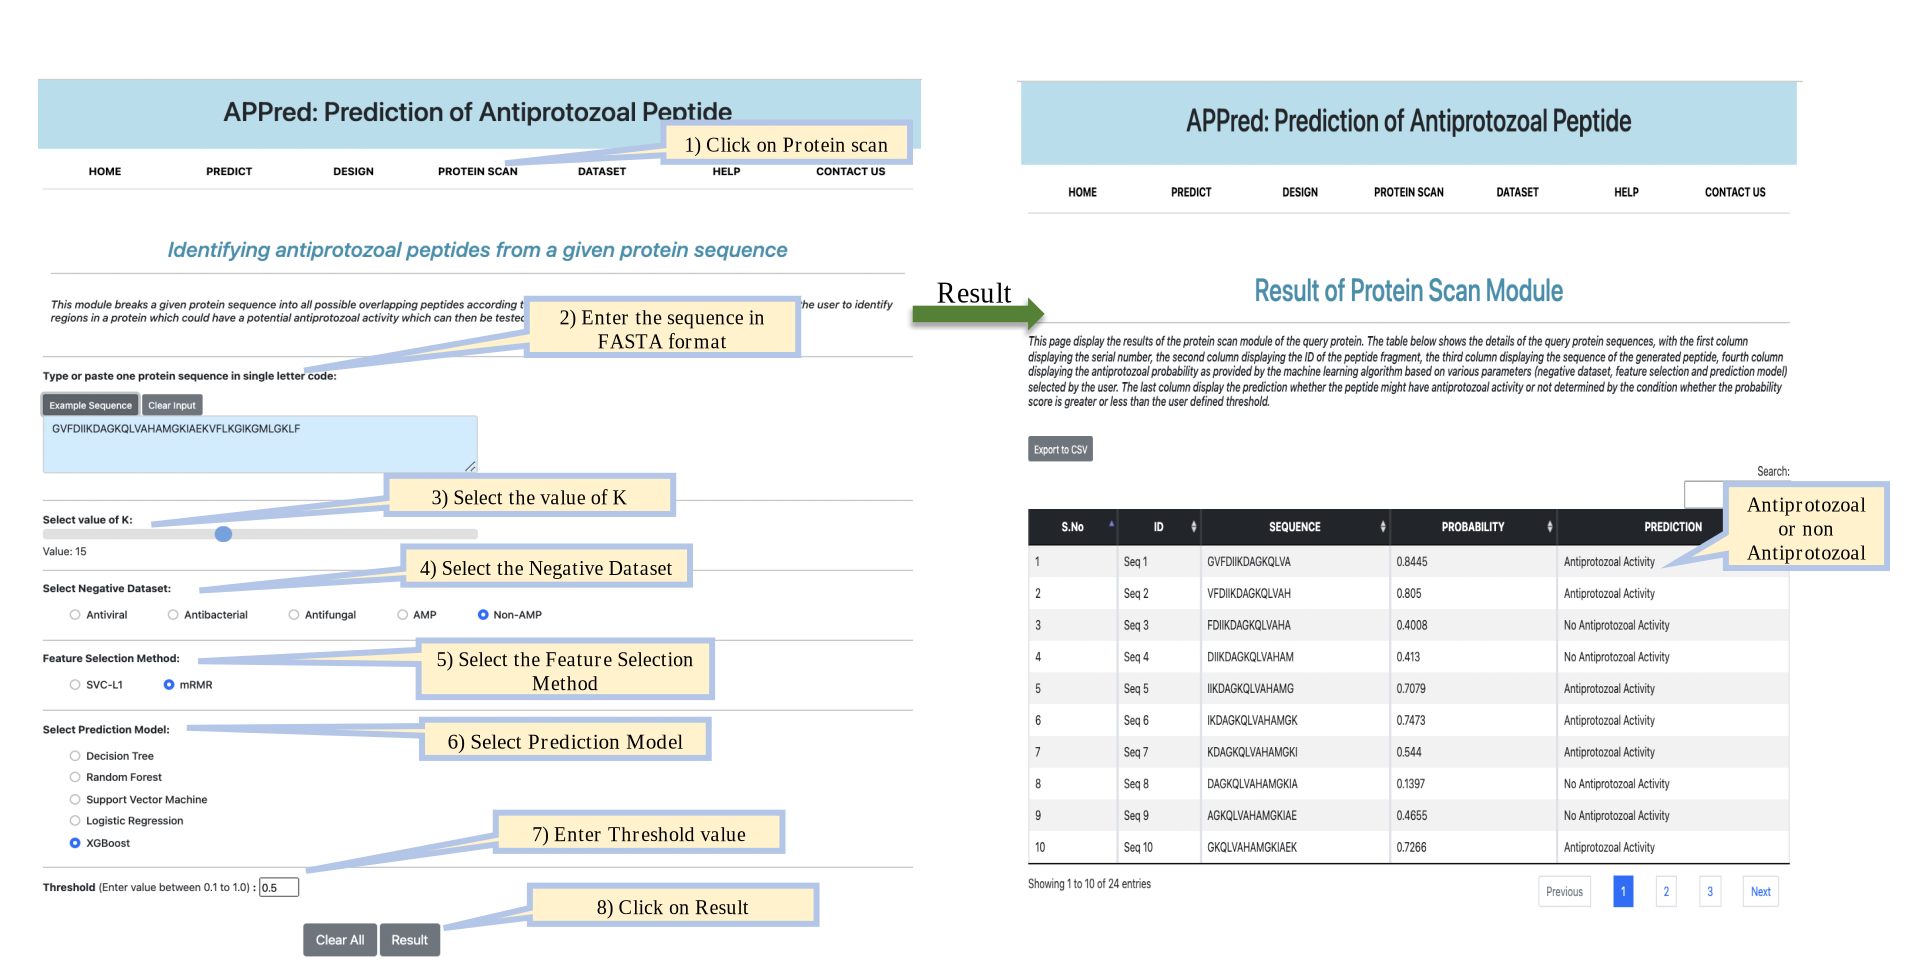 APPred: Prediction of Antiprotozoal Peptide
1) Click on Protein scan
HOME PREDICT DESIGN PROTEIN SCAN DATASET HELP CONTACT US
Identifying antiprotozoal peptides from a given protein sequence
This module breaks a given protein sequence into all possible overlapping peptides according t he user to identify
regions in a protein which could have a potential antiprotozoal activity which can then be tested
2) Enter the sequence in
FASTA format
Type or paste one protein sequence in single letter code:
Example Sequence Clear Input
GVFDIIKDAGKQLVAHAMGKIAEKVFLKGIKGMLGKLF
3) Select the value of K
Select value of K:
Value: 15
4) Select the Negative Dataset
Select Negative Dataset:
Antiviral Antibacterial Antifungal AMP Non-AMP
5) Select the Feature Selection
Method
Feature Selection Method:
SVC-L1 mRMR
6) Select Prediction Model
Select Prediction Model:
Decision Tree
Random Forest
Support Vector Machine
Logistic Regression
XGBoost
7) Enter Threshold value
Threshold (Enter value between 0.1 to 1.0) : 0.5
8) Click on Result
Clear All Result
Result
APPred: Prediction of Antiprotozoal Peptide
HOME PREDICT DESIGN PROTEIN SCAN DATASET HELP CONTACT US
Result of Protein Scan Module
This page display the results of the protein scan module of the query protein. The table below shows the details of the query protein sequences, with the first column
displaying the serial number, the second column displaying the ID of the peptide fragment, the third column displaying the sequence of the generated peptide, fourth column
displaying the antiprotozoal probability as provided by the machine learning algorithm based on various parameters (negative dataset, feature selection and prediction model)
selected by the user. The last column display the prediction whether the peptide might have antiprotozoal activity or not determined by the condition whether the probability
score is greater or less than the user defined threshold.
Export to CSV
Search:
Antiprotozoal
or non
Antiprotozoal
S.No ID SEQUENCE PROBABILITY PREDICTION
1 Seq 1 GVFDIIKDAGKQLVA 0.8445 Antiprotozoal Activity
2 Seq 2 VFDIIKDAGKQLVAH 0.805 Antiprotozoal Activity
3 Seq 3 FDIIKDAGKQLVAHA 0.4008 No Antiprotozoal Activity
4 Seq 4 DIIKDAGKQLVAHAM 0.413 No Antiprotozoal Activity
5 Seq 5 IIKDAGKQLVAHAMG 0.7079 Antiprotozoal Activity
6 Seq 6 IKDAGKQLVAHAMGK 0.7473 Antiprotozoal Activity
7 Seq 7 KDAGKQLVAHAMGKI 0.544 Antiprotozoal Activity
8 Seq 8 DAGKQLVAHAMGKIA 0.1397 No Antiprotozoal Activity
9 Seq 9 AGKQLVAHAMGKIAE 0.4655 No Antiprotozoal Activity
10 Seq 10 GKQLVAHAMGKIAEK 0.7266 Antiprotozoal Activity
Showing 1 to 10 of 24 entries
Previous 1 2 3 Next